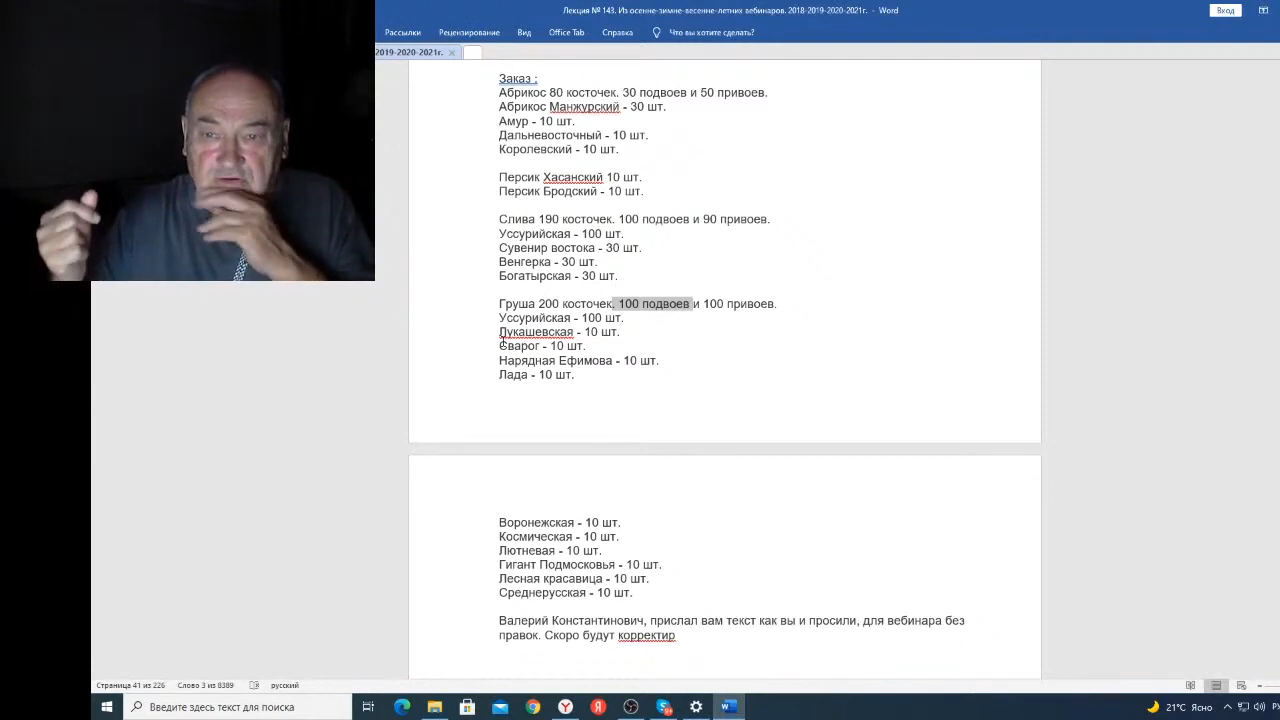 Лекция № 143. Из осенне-зимне-весенне-летних вебинаров. 2018-2019-2020-2021г. - Word
Вход
Рассылки Рецензирование Вид Office Tab Справка Что вы хотите сделать?
2019-2020-2021г.
Заказ :
Абрикос 80 косточек. 30 подвоев и 50 привоев.
Абрикос Манжурский - 30 шт.
Амур - 10 шт.
Дальневосточный - 10 шт.
Королевский - 10 шт.
Персик Хасанский 10 шт.
Персик Бродский - 10 шт.
Слива 190 косточек. 100 подвоев и 90 привоев.
Уссурийская - 100 шт.
Сувенир востока - 30 шт.
Венгерка - 30 шт.
Богатырская - 30 шт.
Груша 200 косточек. 100 подвоев и 100 привоев.
Уссурийская - 100 шт.
Лукашевская - 10 шт.
Сварог - 10 шт.
Нарядная Ефимова - 10 шт.
Лада - 10 шт.
Воронежская - 10 шт.
Космическая - 10 шт.
Лютневая - 10 шт.
Гигант Подмосковья - 10 шт.
Лесная красавица - 10 шт.
Среднерусская - 10 шт.
Валерий Константинович, прислал вам текст как вы и просили, для вебинара без
правок. Скоро будут корректир
Страница 41 из 226 Слово 3 из 8389 русский
Введите здесь текст для поиска
21°C Ясно